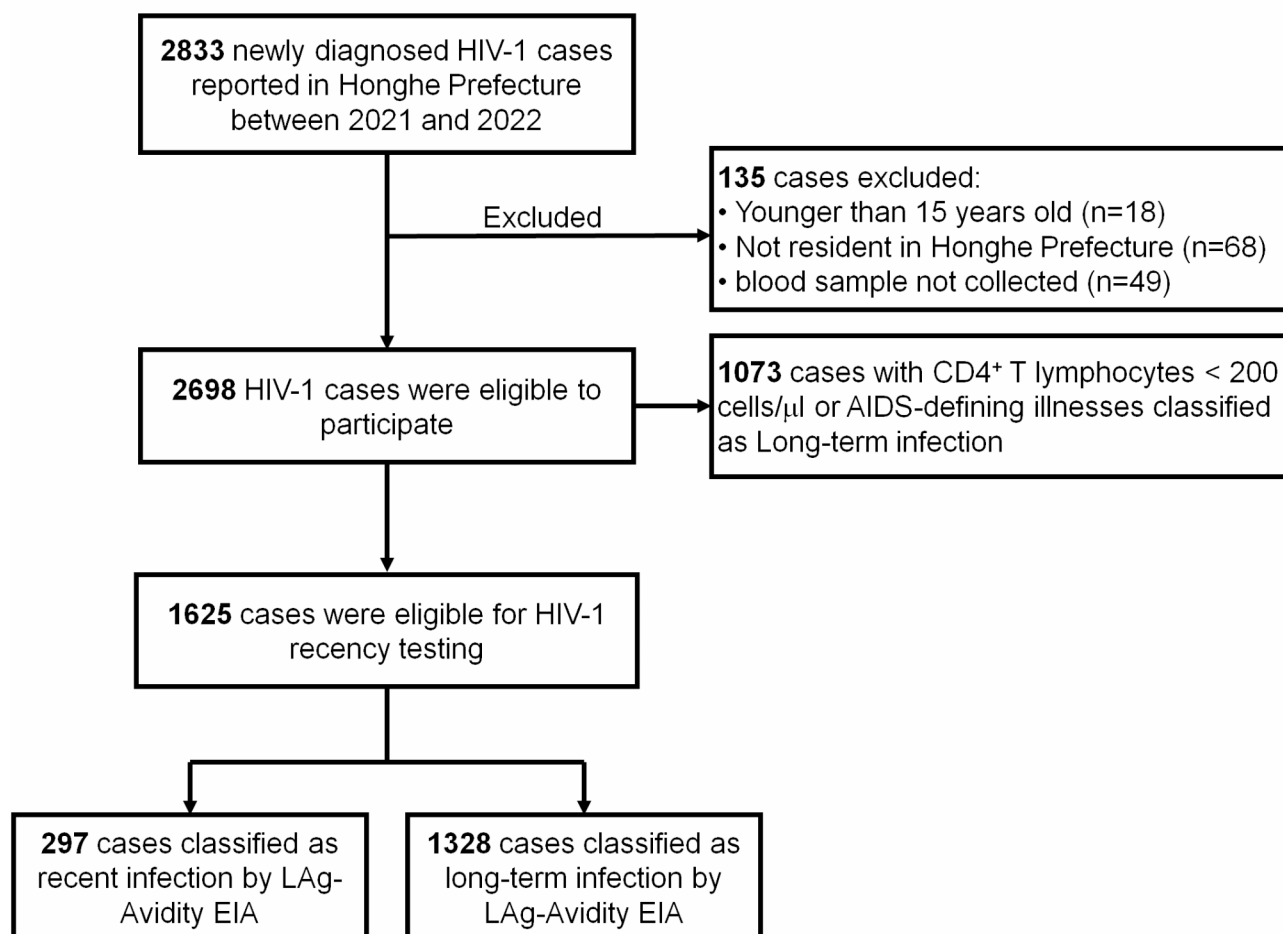 2833 newly diagnosed HIV-1 cases
reported in Honghe Prefecture
between 2021 and 2022
Excluded
135 cases excluded:
• Younger than 15 years old (n=18)
• Not resident in Honghe Prefecture (n=68)
• blood sample not collected (n=49)
2698 HIV-1 cases were eligible to
participate
1073 cases with CD4⁺ T lymphocytes < 200
cells/μl or AIDS-defining illnesses classified
as Long-term infection
1625 cases were eligible for HIV-1
recency testing
297 cases classified as
recent infection by LAg-
Avidity EIA
1328 cases classified as
long-term infection by
LAg-Avidity EIA